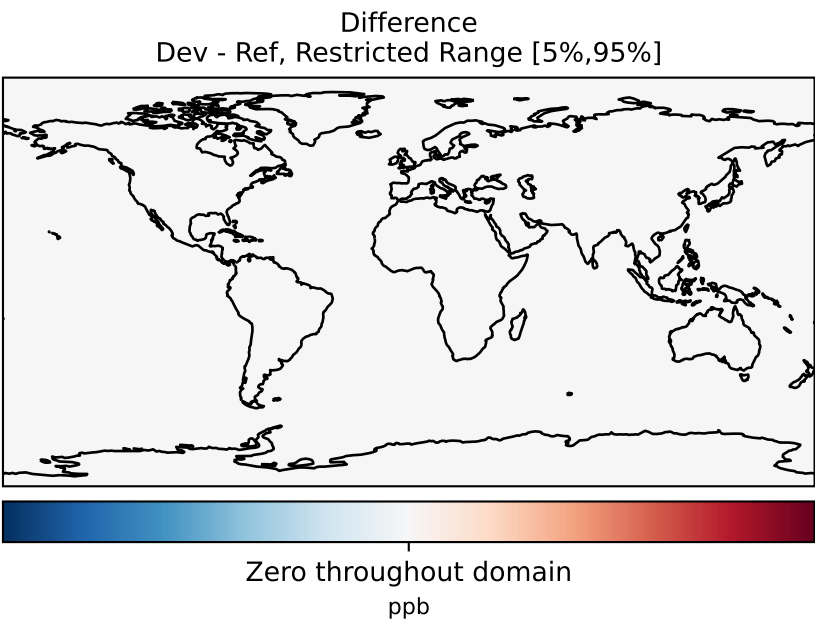 Difference
Dev - Ref, Restricted Range [5%,95%]
Zero throughout domain
ppb